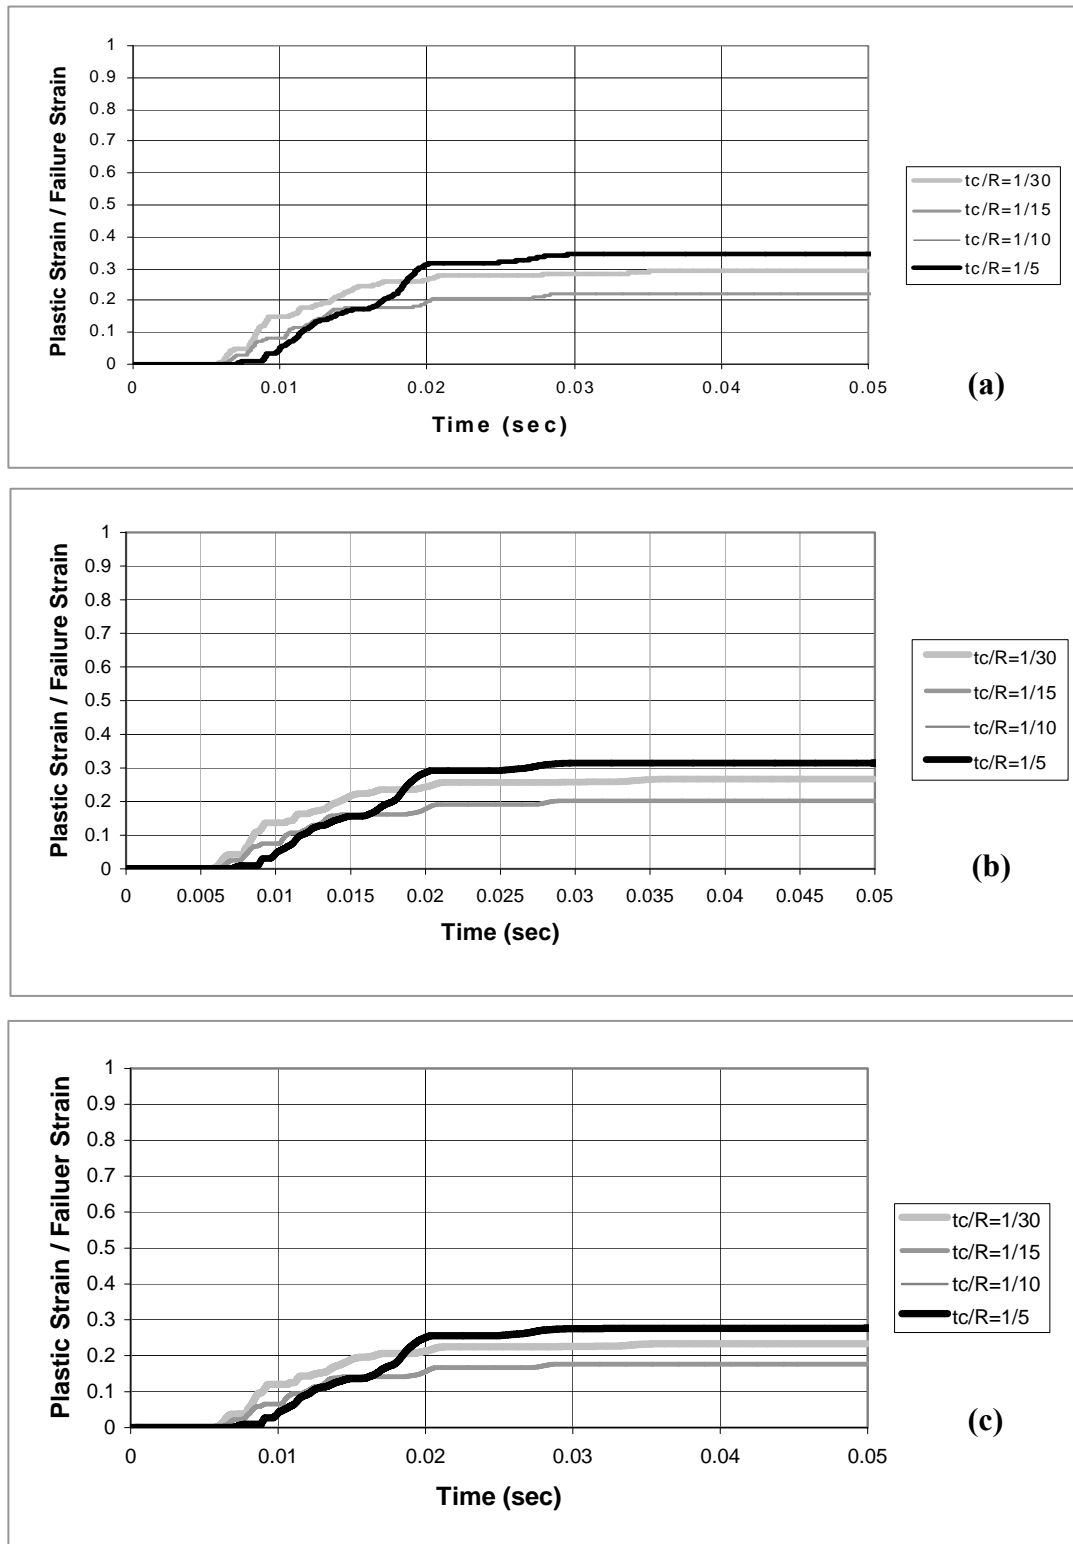 1
0.9
0.8
0.7
0.6
0.5
0.4
0.3
0.2
0.1
0
Plastic Strain / Failure Strain
0 0.01 0.02 0.03 0.04 0.05
Time (sec)
tc/R=1/30
tc/R=1/15
tc/R=1/10
tc/R=1/5
(a)
1
0.9
0.8
0.7
0.6
0.5
0.4
0.3
0.2
0.1
0
Plastic Strain / Failure Strain
0 0.005 0.01 0.015 0.02 0.025 0.03 0.035 0.04 0.045 0.05
Time (sec)
tc/R=1/30
tc/R=1/15
tc/R=1/10
tc/R=1/5
(b)
1
0.9
0.8
0.7
0.6
0.5
0.4
0.3
0.2
0.1
0
Plastic Strain / Failuer Strain
0 0.01 0.02 0.03 0.04 0.05
Time (sec)
tc/R=1/30
tc/R=1/15
tc/R=1/10
tc/R=1/5
(c)